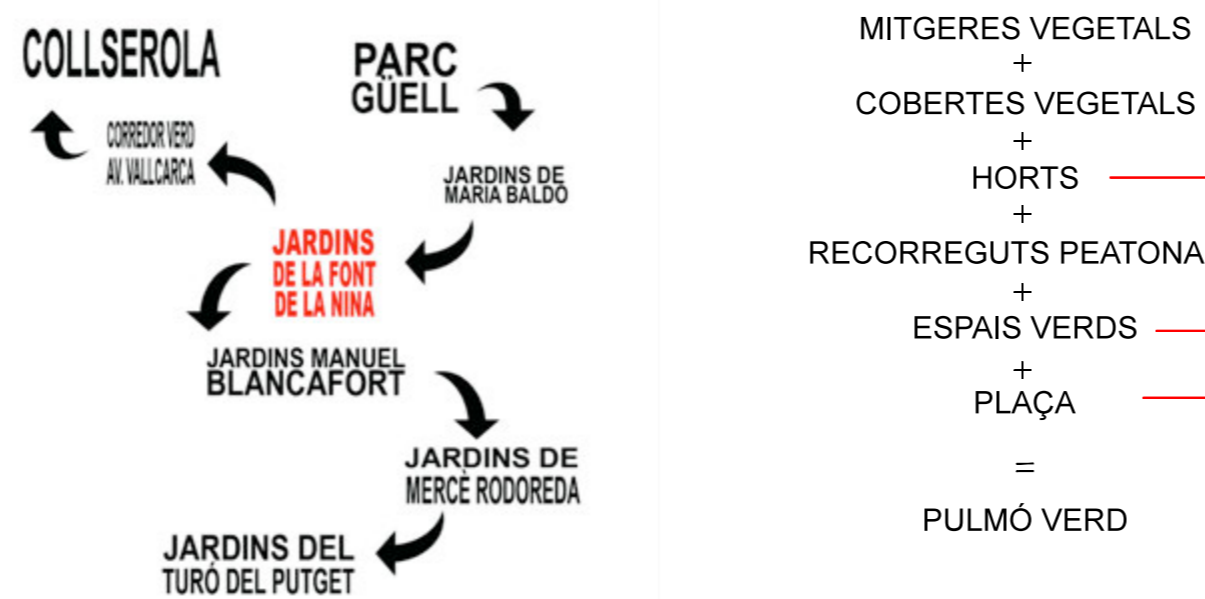 COLLSEROLA
PARC
GÜELL
CORREDOR VERD
AV. VALLCARCA
JARDINS DE
MARIA BALDÓ
JARDINS
DE LA FONT
DE LA NINA
JARDINS MANUEL
BLANCAFORT
JARDINS DE
MERCÈ RODOREDA
JARDINS DEL
TURÓ DEL PUTGET
MITGERES VEGETALS
+
COBERTES VEGETALS
+
HORTS
+
RECORREGUTS PEATONA
+
ESPAIS VERDS
+
PLAÇA
=
PULMÓ VERD